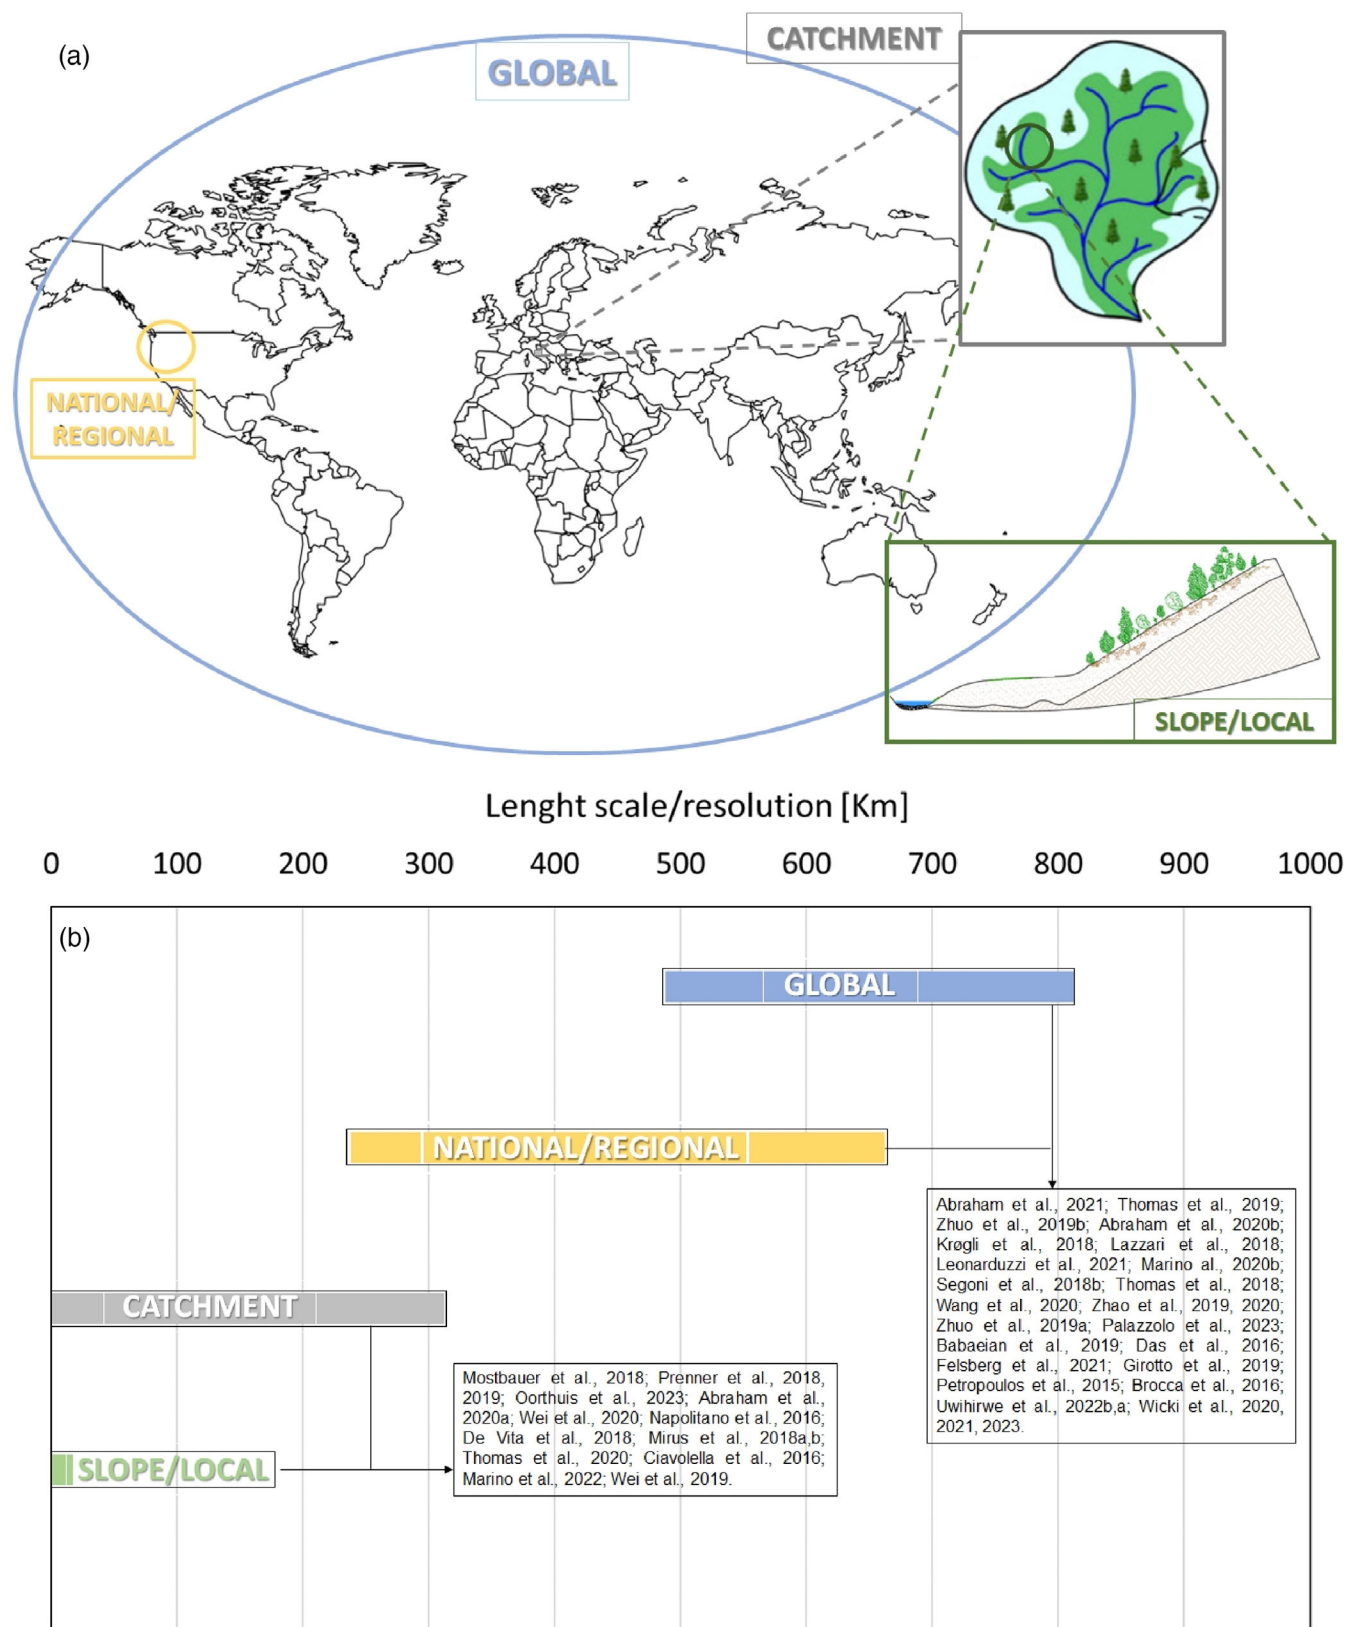 (a)
GLOBAL
CATCHMENT
NATIONAL/
REGIONAL
SLOPE/LOCAL
Lenght scale/resolution [Km]
0 100 200 300 400 500 600 700 800 900 1000
(b)
GLOBAL
NATIONAL/REGIONAL
Abraham et al., 2021; Thomas et al., 2019;
Zhuo et al., 2019b; Abraham et al., 2020b;
Krøgli et al., 2018; Lazzari et al., 2018;
Leonarduzzi et al., 2021; Marino al., 2020b;
Segoni et al., 2018b; Thomas et al., 2018;
Wang et al., 2020; Zhao et al., 2019, 2020;
Zhuo et al., 2019a; Palazzolo et al., 2023;
Babaeian et al., 2019; Das et al., 2016;
Felsberg et al., 2021; Girotto et al., 2019;
Petropoulos et al., 2015; Brocca et al., 2016;
Uwihirwe et al., 2022b,a; Wicki et al., 2020,
2021, 2023.
CATCHMENT
Mostbauer et al., 2018; Prenner et al., 2018,
2019; Oorthuis et al., 2023; Abraham et al.,
2020a; Wei et al., 2020; Napolitano et al., 2016;
De Vita et al., 2018; Mirus et al., 2018a,b;
Thomas et al., 2020; Ciavolella et al., 2016;
Marino et al., 2022; Wei et al., 2019.
SLOPE/LOCAL